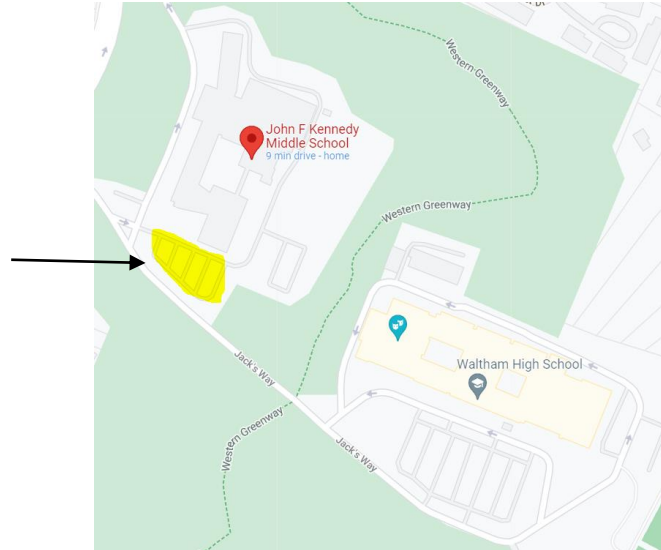 Western Greenway
John F Kennedy
Middle School
9 min drive - home
Western Greenway
Waltham High School
Jack's Way
Western Greenway
Jack's Way